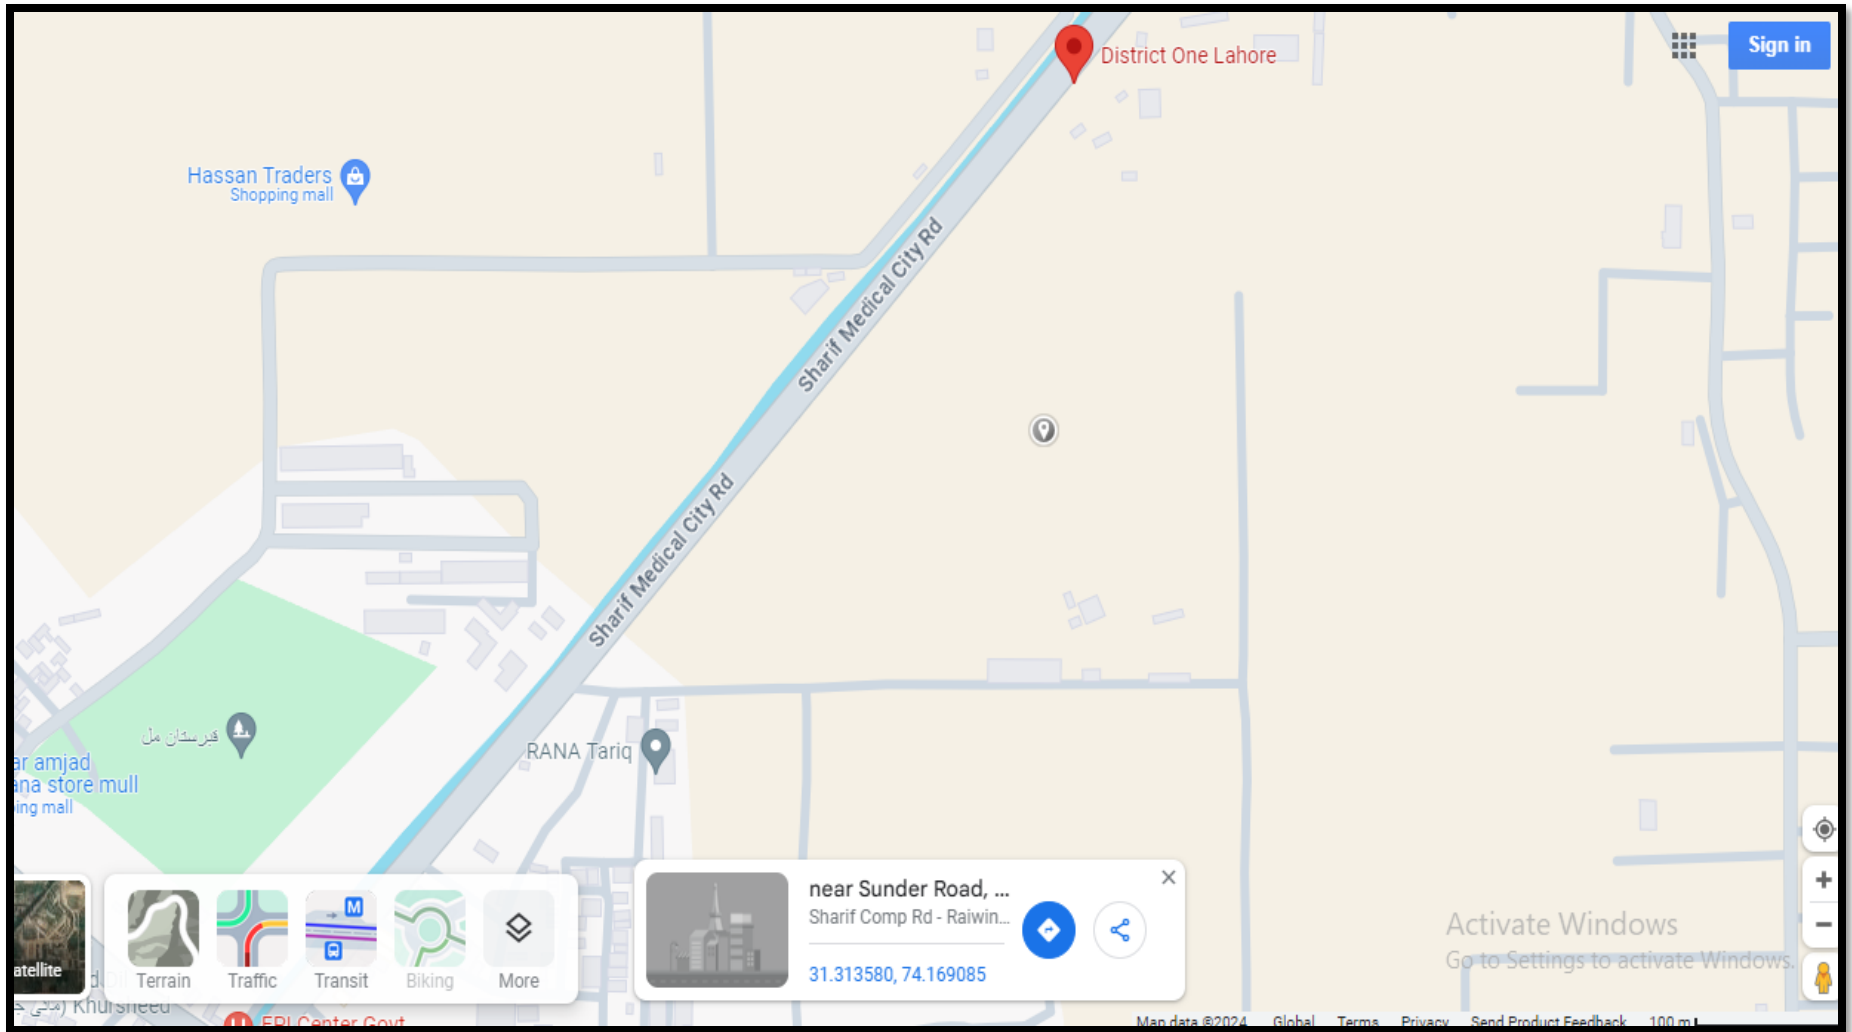 District One Lahore
Sign in
Hassan Traders
Shopping mall
Sharif Medical City Rd
Sharif Medical City Rd
قبرستان مل
RANA Tariq
ar amjad
ana store mull
ing mall
near Sunder Road, ...
Sharif Comp Rd - Raiwin...
31.313580, 74.169085
Activate Windows
Go to Settings to activate Windows.
atellite
Terrain
Traffic
M
Transit
Biking
More
Khursheed
EPI Center Govt
Map data ©2024
Global
Terms
Privacy
Send Product Feedback
100 m